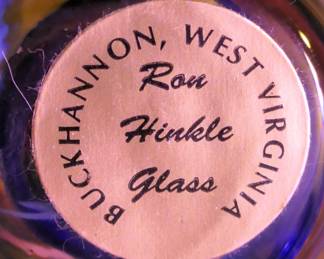 BUCKHANNON, WEST VIRGINIA
Ron
Hinkle
Glass